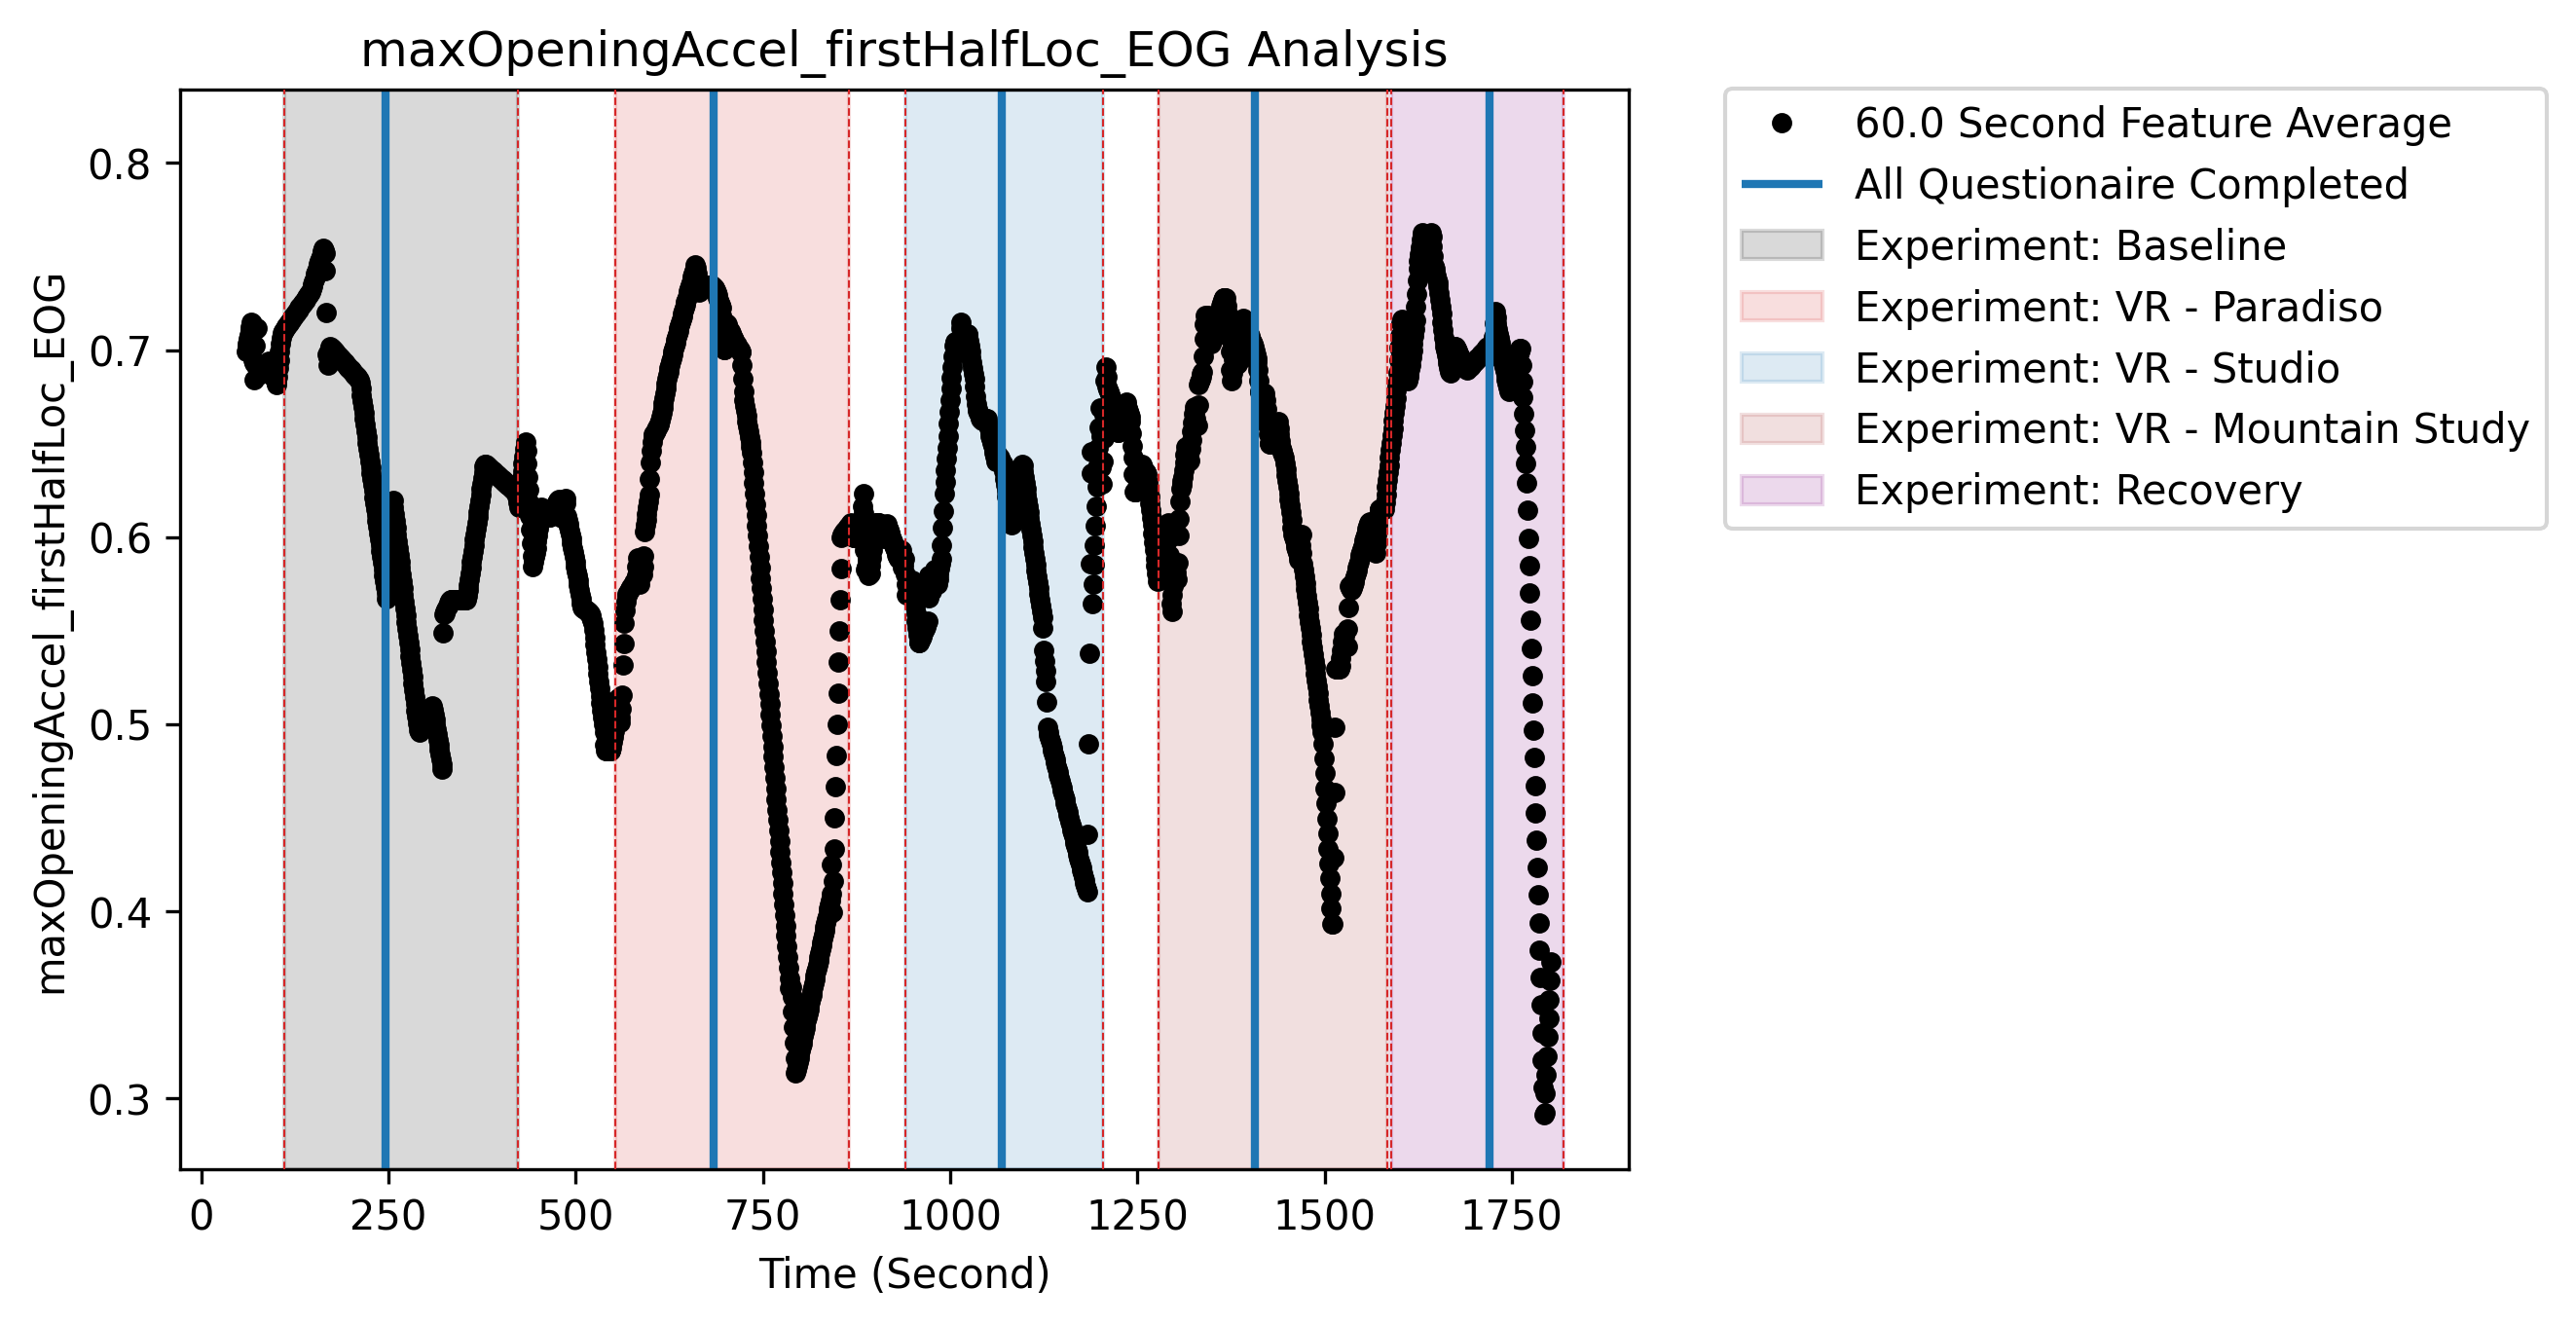 maxOpeningAccel_firstHalfLoc_EOG Analysis
maxOpeningAccel_firstHalfLoc_EOG
0.8
0.7
0.6
0.5
0.4
0.3
0
250
500
750
1000
1250
1500
1750
Time (Second)
60.0 Second Feature Average
All Questionaire Completed
Experiment: Baseline
Experiment: VR - Paradiso
Experiment: VR - Studio
Experiment: VR - Mountain Study
Experiment: Recovery